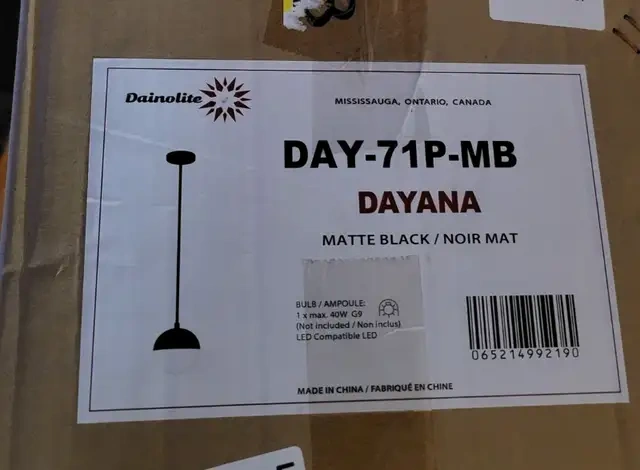 Dainolite
MISSISSAUGA, ONTARIO, CANADA
DAY-71P-MB
DAYANA
MATTE BLACK / NOIR MAT
BULB / AMPOULE:
1 x max. 40W G9
(Not included / Non inclus)
LED Compatible LED
065214992190
MADE IN CHINA / FABRIQUÉ EN CHINE